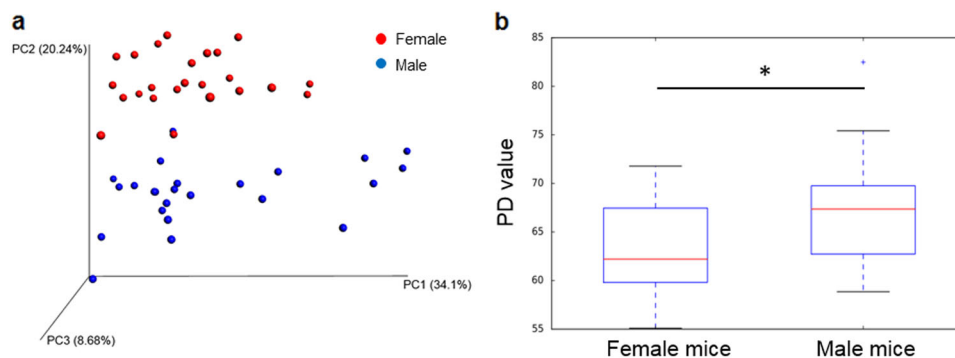 a
PC2 (20.24%)
Female
Male
PC1 (34.1%)
PC3 (8.68%)
b
*
PD value
85
80
75
70
65
60
55
Female mice
Male mice